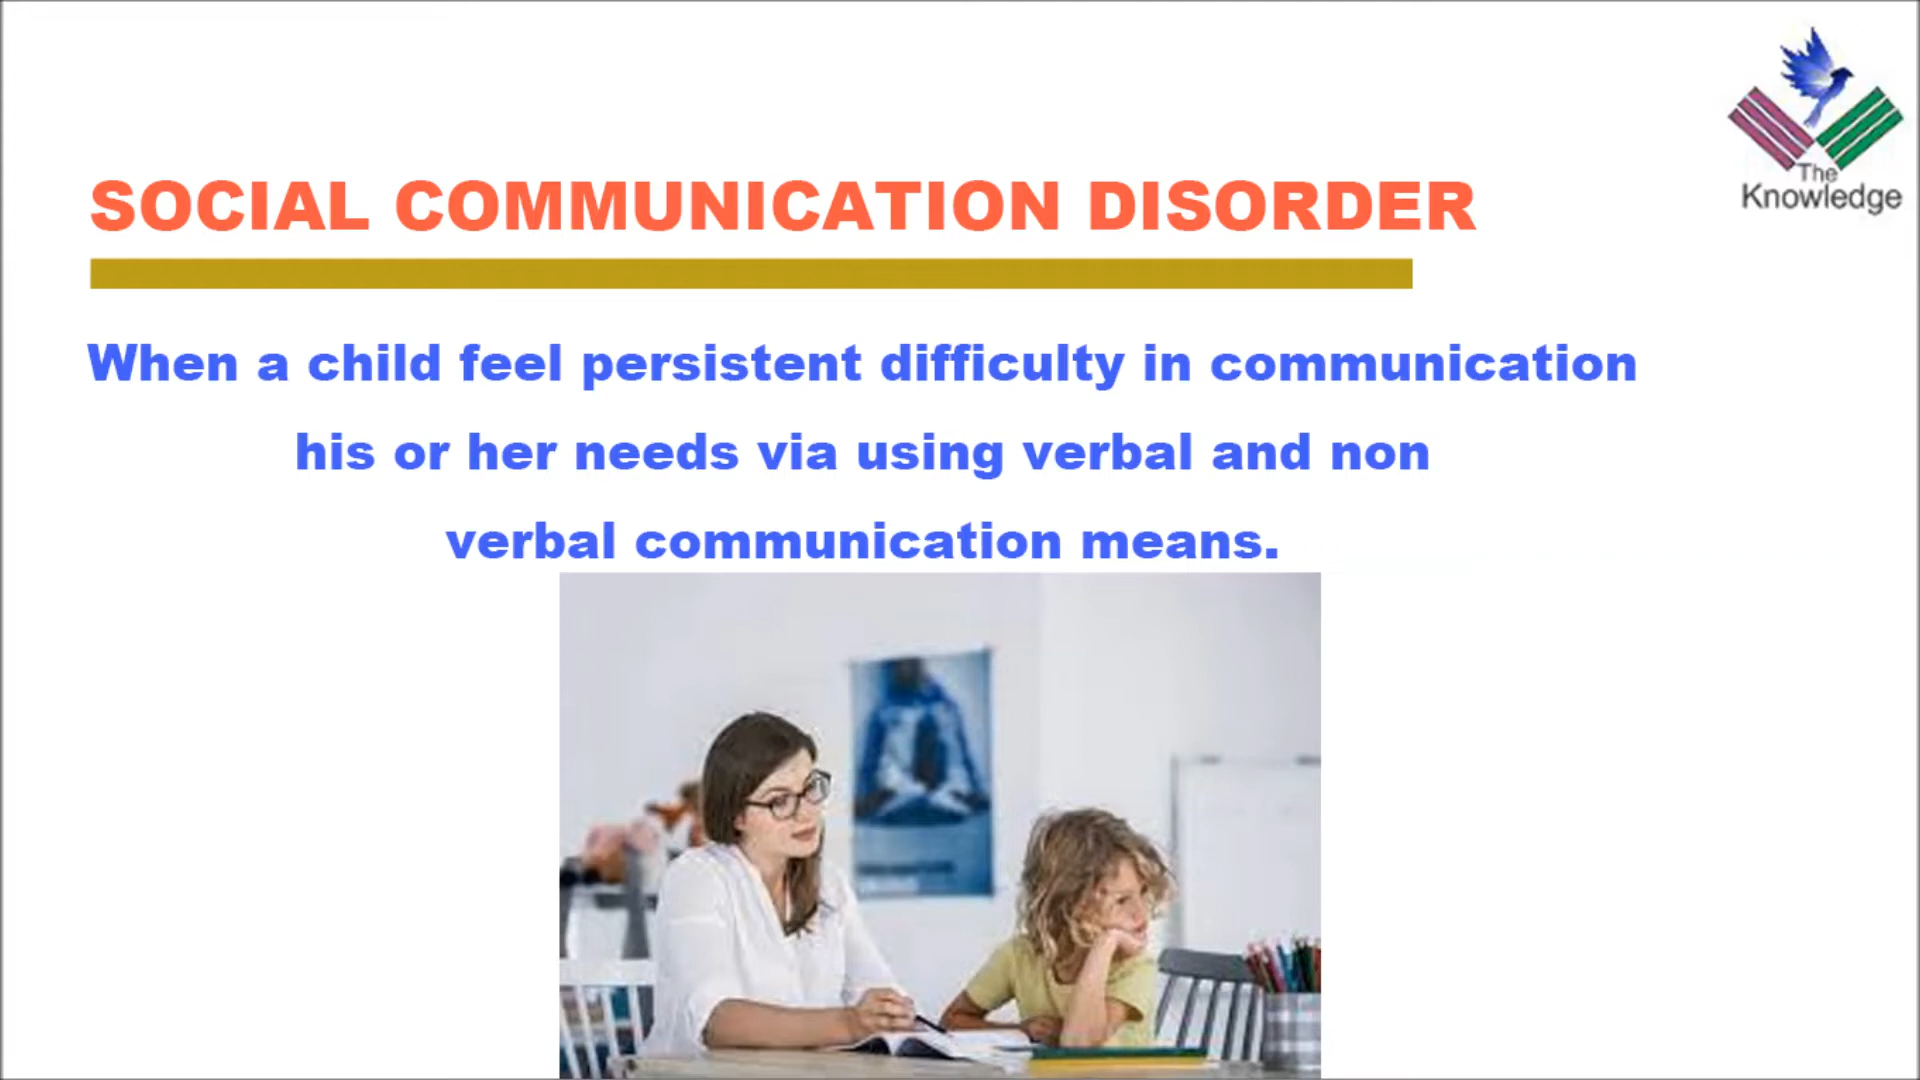 The
Knowledge
SOCIAL COMMUNICATION DISORDER
When a child feel persistent difficulty in communication
his or her needs via using verbal and non
verbal communication means.